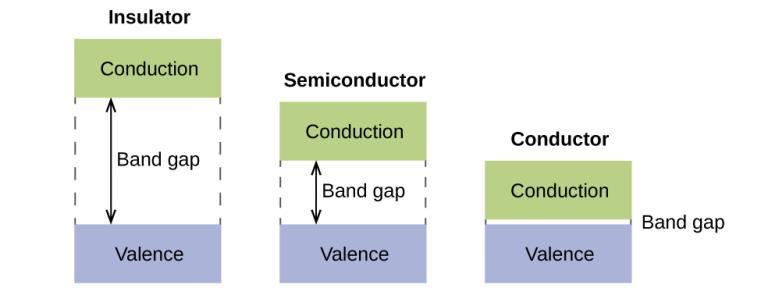 Insulator
Conduction
Band gap
Valence
Semiconductor
Conduction
Band gap
Valence
Conductor
Conduction
Band gap
Valence